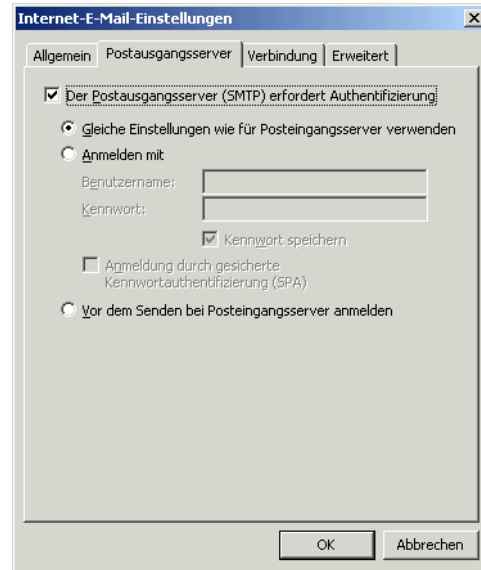 Internet-E-Mail-Einstellungen
Allgemein Postausgangsserver Verbindung Erweitert
Der Postausgangsserver (SMTP) erfordert Authentifizierung
Gleiche Einstellungen wie für Posteingangsserver verwenden
Anmelden mit
Benutzername:
Kennwort:
Kennwort speichern
Anmeldung durch gesicherte
Kennwortauthentifizierung (SPA)
Vor dem Senden bei Posteingangsserver anmelden
OK Abbrechen